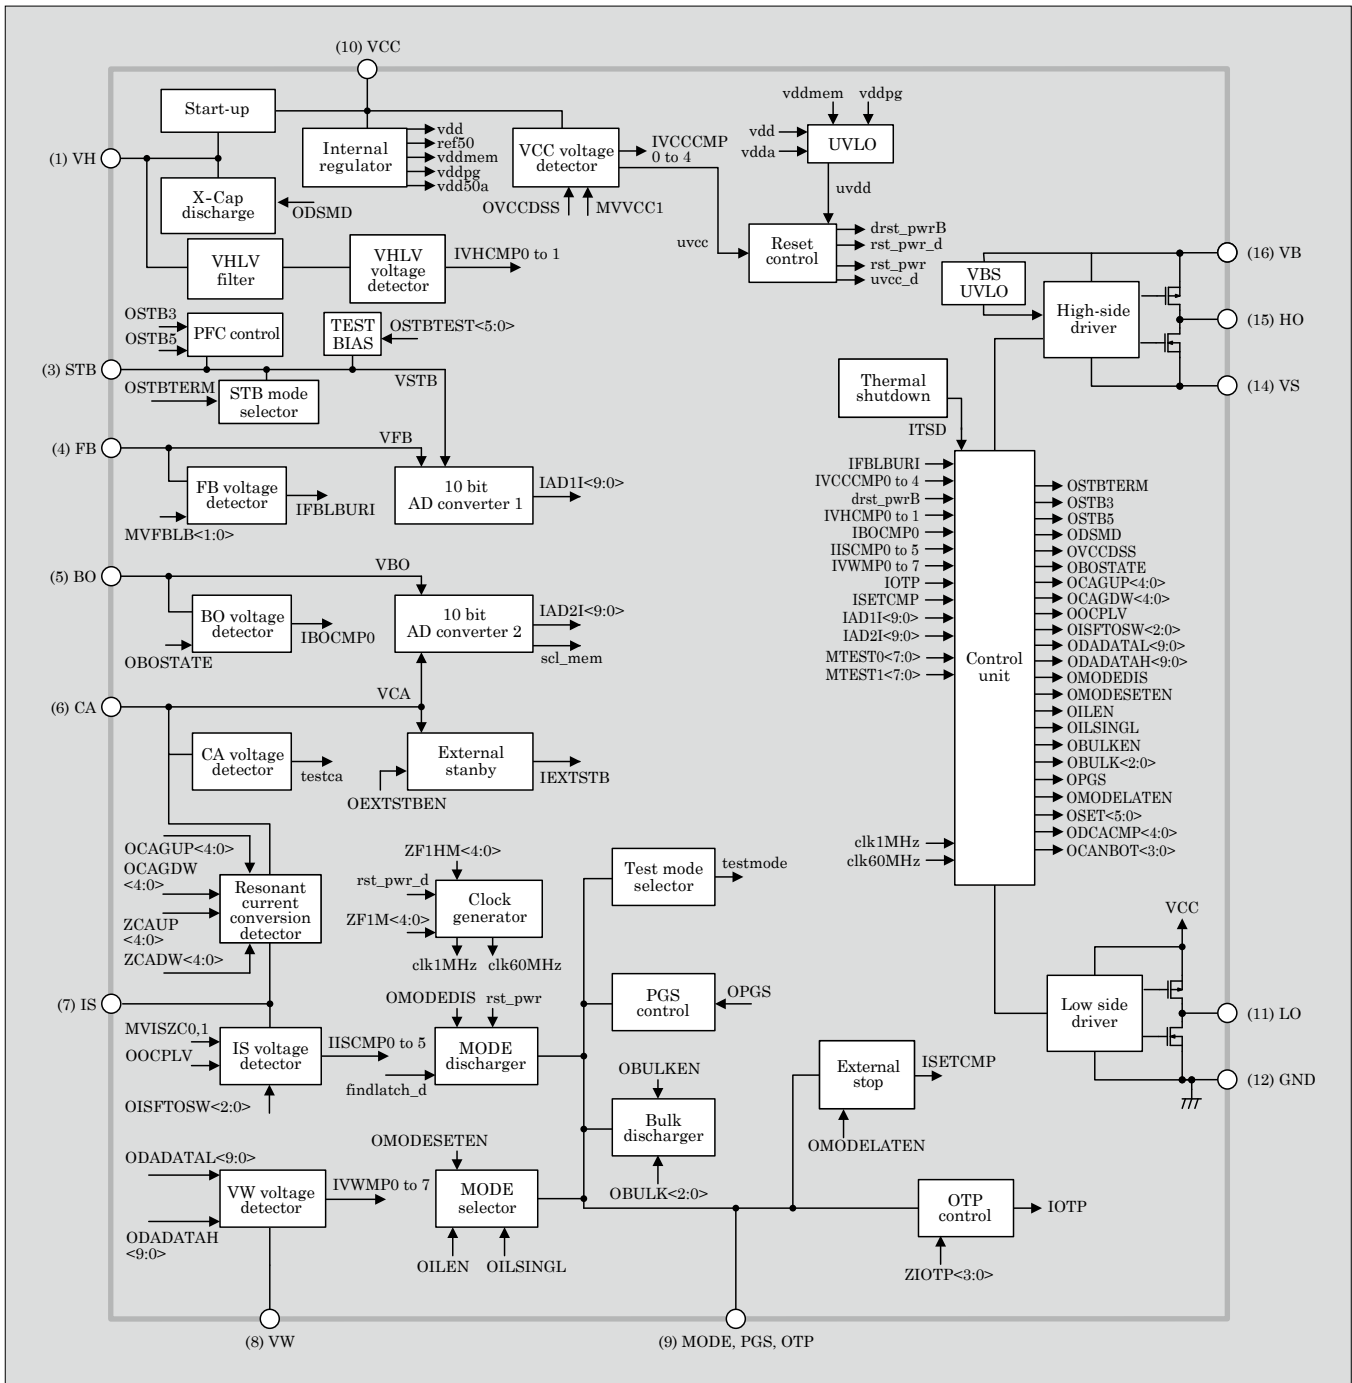 (10) VCC
Start-up
(1) VH
X-Cap
discharge
ODSMD
Internal
regulator
vdd
ref50
vddmem
vddpg
vdd50a
VCC voltage
detector
IVCCCMP
0 to 4
OVCCDSS
MVVCC1
vddmem
vddpg
vdd
vdda
UVLO
uvdd
uvcc
Reset
control
drst_pwrB
rst_pwr_d
rst_pwr
uvcc_d
VHLV
filter
VHLV
voltage
detector
IVHCMP0 to 1
VBS
UVLO
High-side
driver
(16) VB
(15) HO
(14) VS
OSTB3
OSTB5
PFC control
TEST
BIAS
OSTBTEST<5:0>
(3) STB
OSTBTERM
STB mode
selector
VSTB
Thermal
shutdown
ITSD
(4) FB
VFB
FB voltage
detector
IFBLBURI
MVFBLB<1:0>
10 bit
AD converter 1
IAD1I<9:0>
(5) BO
VBO
BO voltage
detector
IBOCMP0
OBOSTATE
10 bit
AD converter 2
IAD2I<9:0>
scl_mem
(6) CA
VCA
CA voltage
detector
testca
External
stanby
IEXTSTB
OEXTSTBEN
IFBLBURI
IVCCCMP0 to 4
drst_pwrB
IVHCMP0 to 1
IBOCMP0
IISCMP0 to 5
IVWMP0 to 7
IOTP
ISETCMP
IAD1I<9:0>
IAD2I<9:0>
MTEST0<7:0>
MTEST1<7:0>
clk1MHz
clk60MHz
Control
unit
OSTBTERM
OSTB3
OSTB5
ODSMD
OVCCDSS
OBOSTATE
OCAGUP<4:0>
OCAGDW<4:0>
OOCPLV
OISFTOSW<2:0>
ODADATAL<9:0>
ODADATAH<9:0>
OMODEDIS
OMODESETEN
OILEN
OILSINGL
OBULKEN
OBULK<2:0>
OPGS
OMODELATEN
OSET<5:0>
ODCACMP<4:0>
OCANBOT<3:0>
OCAGUP<4:0>
OCAGDW
<4:0>
ZCAUP
<4:0>
ZCADW<4:0>
Resonant
current
conversion
detector
ZF1HM<4:0>
rst_pwr_d
ZF1M<4:0>
Clock
generator
clk1MHz
clk60MHz
Test mode
selector
testmode
(7) IS
MVISZC0,1
OOCPLV
IS voltage
detector
IISCMP0 to 5
OISFTOSW<2:0>
OMODEDIS
rst_pwr
MODE
discharger
findlatch_d
PGS
control
OPGS
OBULKEN
Bulk
discharger
OBULK<2:0>
External
stop
ISETCMP
OMODELATEN
VCC
Low side
driver
(11) LO
(12) GND
ODADATAL<9:0>
VW voltage
detector
IVWMP0 to 7
ODADATAH
<9:0>
OMODESETEN
MODE
selector
OILEN
OILSINGL
OTP
control
IOTP
ZIOTP<3:0>
(8) VW
(9) MODE, PGS, OTP